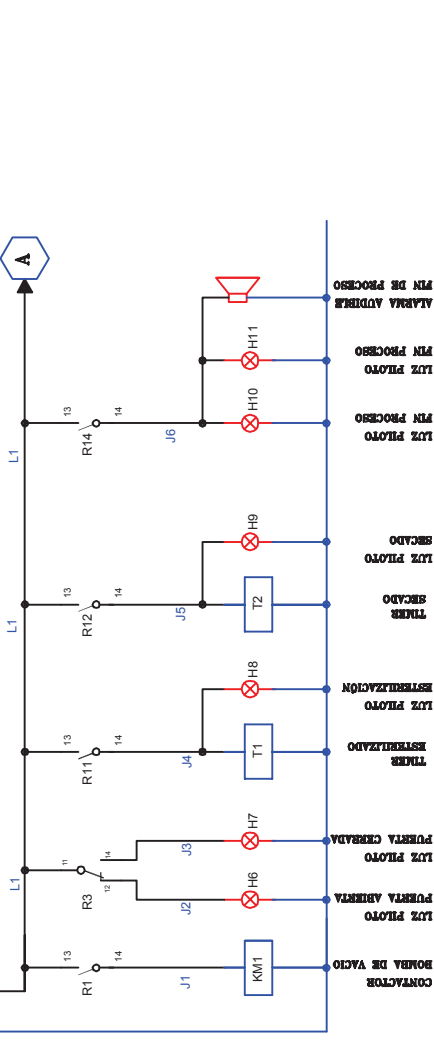 A
L1
L1
L1
13
14
R1
J1
KM1
CONTACTOR
BOMBA DE VACIO
11
12
14
R3
J2
J3
H6
H7
LUZ PILOTO
PUERTA ABIERTA
LUZ PILOTO
PUERTA CERRADA
13
14
R11
J4
T1
H8
TIMER
ESTERILIZADO
LUZ PILOTO
ESTERILIZACIÓN
13
14
R12
J5
T2
H9
TIMER
SECADO
LUZ PILOTO
SECADO
13
14
R14
J6
H10
H11
LUZ PILOTO
FIN PROCESO
LUZ PILOTO
FIN PROCESO
ALARMA AUDIBLE
FIN DE PROCESO